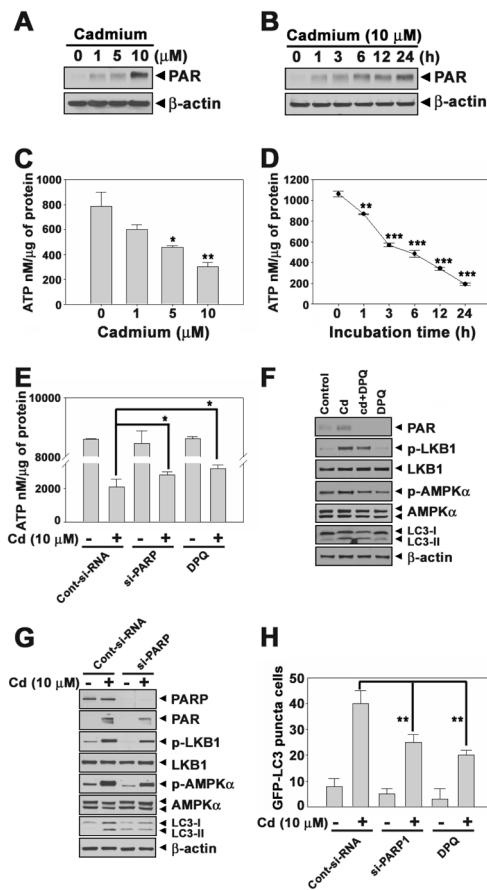 A
Cadmium
0 1 5 10 (μM)
PAR
β-actin
B
Cadmium (10 μM)
0 1 3 6 12 24 (h)
PAR
β-actin
C
ATP nM/μg of protein
1000
800
600
400
200
0
*
**
0 1 5 10
Cadmium (μM)
D
ATP nM/μg of protein
1200
1000
800
600
400
200
0
**
***
***
***
***
0 1 3 6 12 24
Incubation time (h)
E
ATP nM/μg of protein
10000
8000
4000
2000
0
*
*
Cd (10 μM) - + - + - +
Cont-si-RNA
si-PARP
DPQ
F
Control
Cd
cd+DPQ
DPQ
PAR
p-LKB1
LKB1
p-AMPKα
AMPKα
LC3-I
LC3-II
β-actin
G
Cont-si-RNA
si-PARP
Cd (10 μM) - + - +
PARP
PAR
p-LKB1
LKB1
p-AMPKα
AMPKα
LC3-I
LC3-II
β-actin
H
GFP-LC3 puncta cells
50
40
30
20
10
0
**
**
Cd (10 μM) - + - + - +
Cont-si-RNA
si-PARP1
DPQ